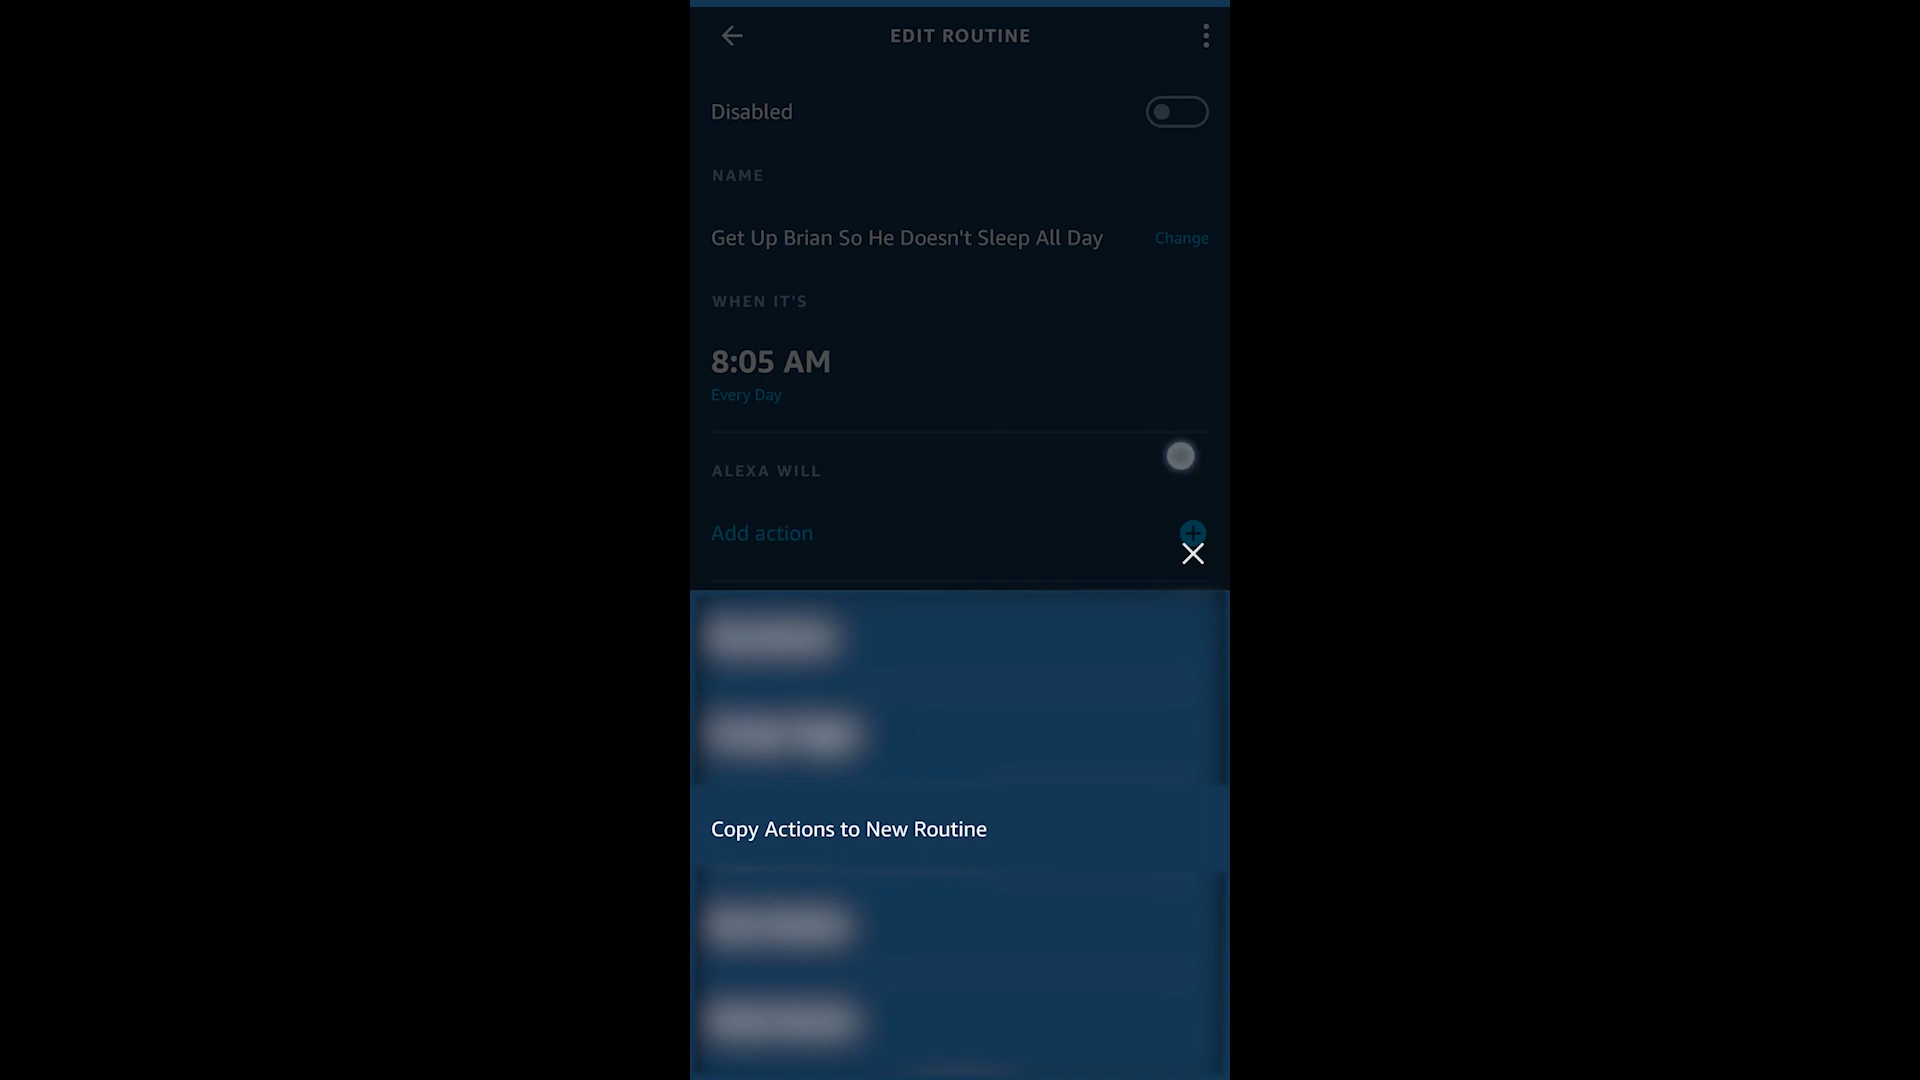 EDIT ROUTINE
Disabled
NAME
Get Up Brian So He Doesn't Sleep All Day
Change
WHEN IT'S
8:05 AM
Every Day
ALEXA WILL
Add action
Copy Actions to New Routine